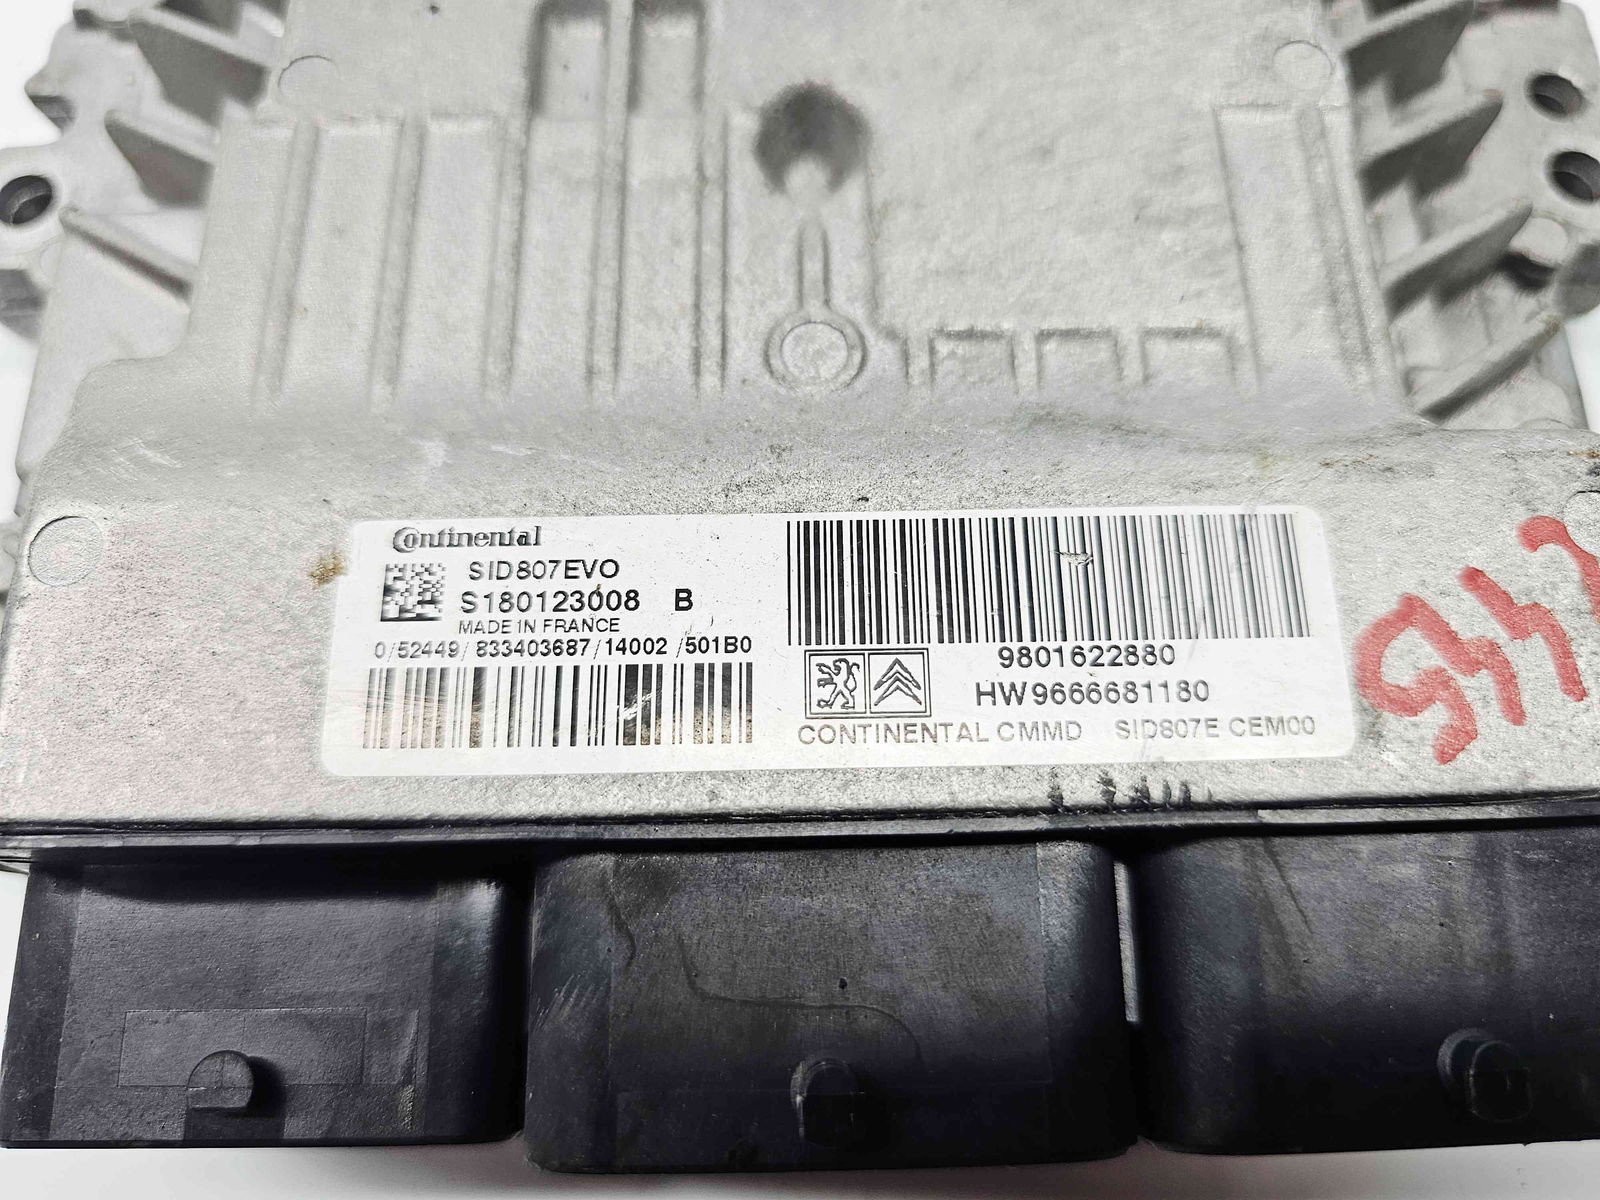 Continental
SID807EVO
S180123008 B
MADE IN FRANCE
0/52449/833403687/14002/501B0
9801622880
HW9666681180
CONTINENTAL CMMD SID807E CEM00